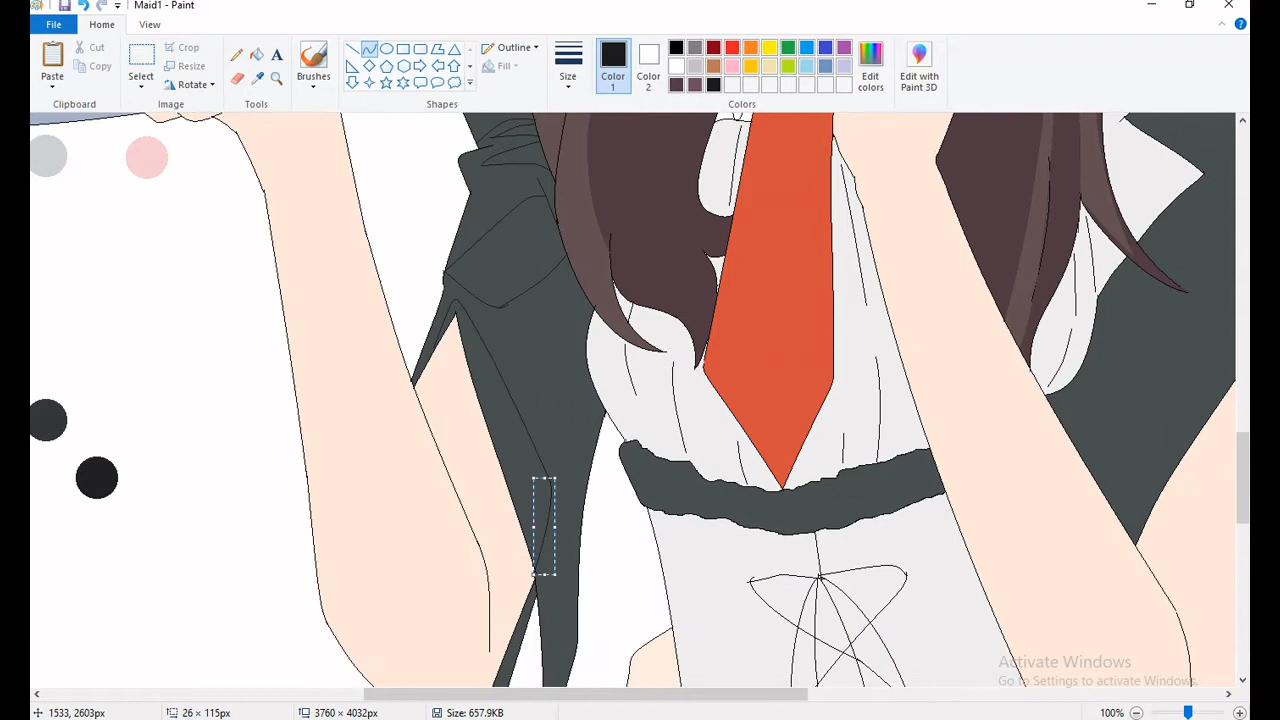 Maid1 - Paint
File
Home
View
Paste
Cut
Copy
Clipboard
Select
Crop
Resize
Rotate
Image
A
Tools
Brushes
Outline
Fill
Shapes
Size
Color
1
Color
2
Edit
colors
Edit with
Paint 3D
Colors
Activate Windows
Go to Settings to activate Windows.
1533, 2603px
26 × 115px
3760 × 4032px
Size: 657.9KB
100%